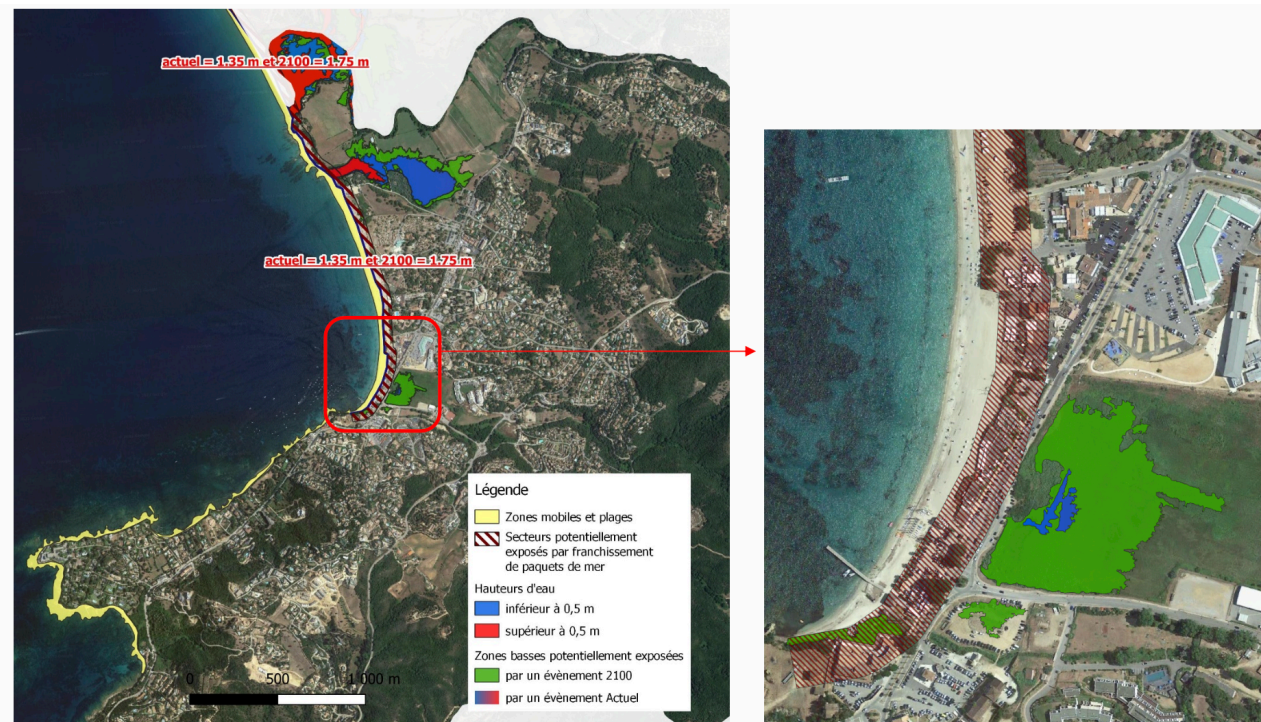 actuel = 1.35 m et 2100 = 1.75 m
actuel = 1.35 m et 2100 = 1.75 m
Légende
Zones mobiles et plages
Secteurs potentiellement
exposés par franchissement
de paquets de mer
Hauteurs d'eau
inférieur à 0,5 m
supérieur à 0,5 m
Zones basses potentiellement exposées
par un évènement 2100
par un évènement Actuel
0 500 1 000 m